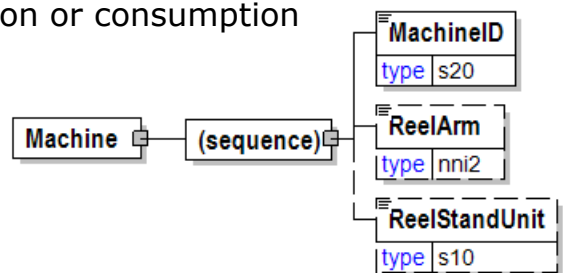 on or consumption
MachineID
type s20
Machine
(sequence)
ReelArm
type nni2
ReelStandUnit
type s10